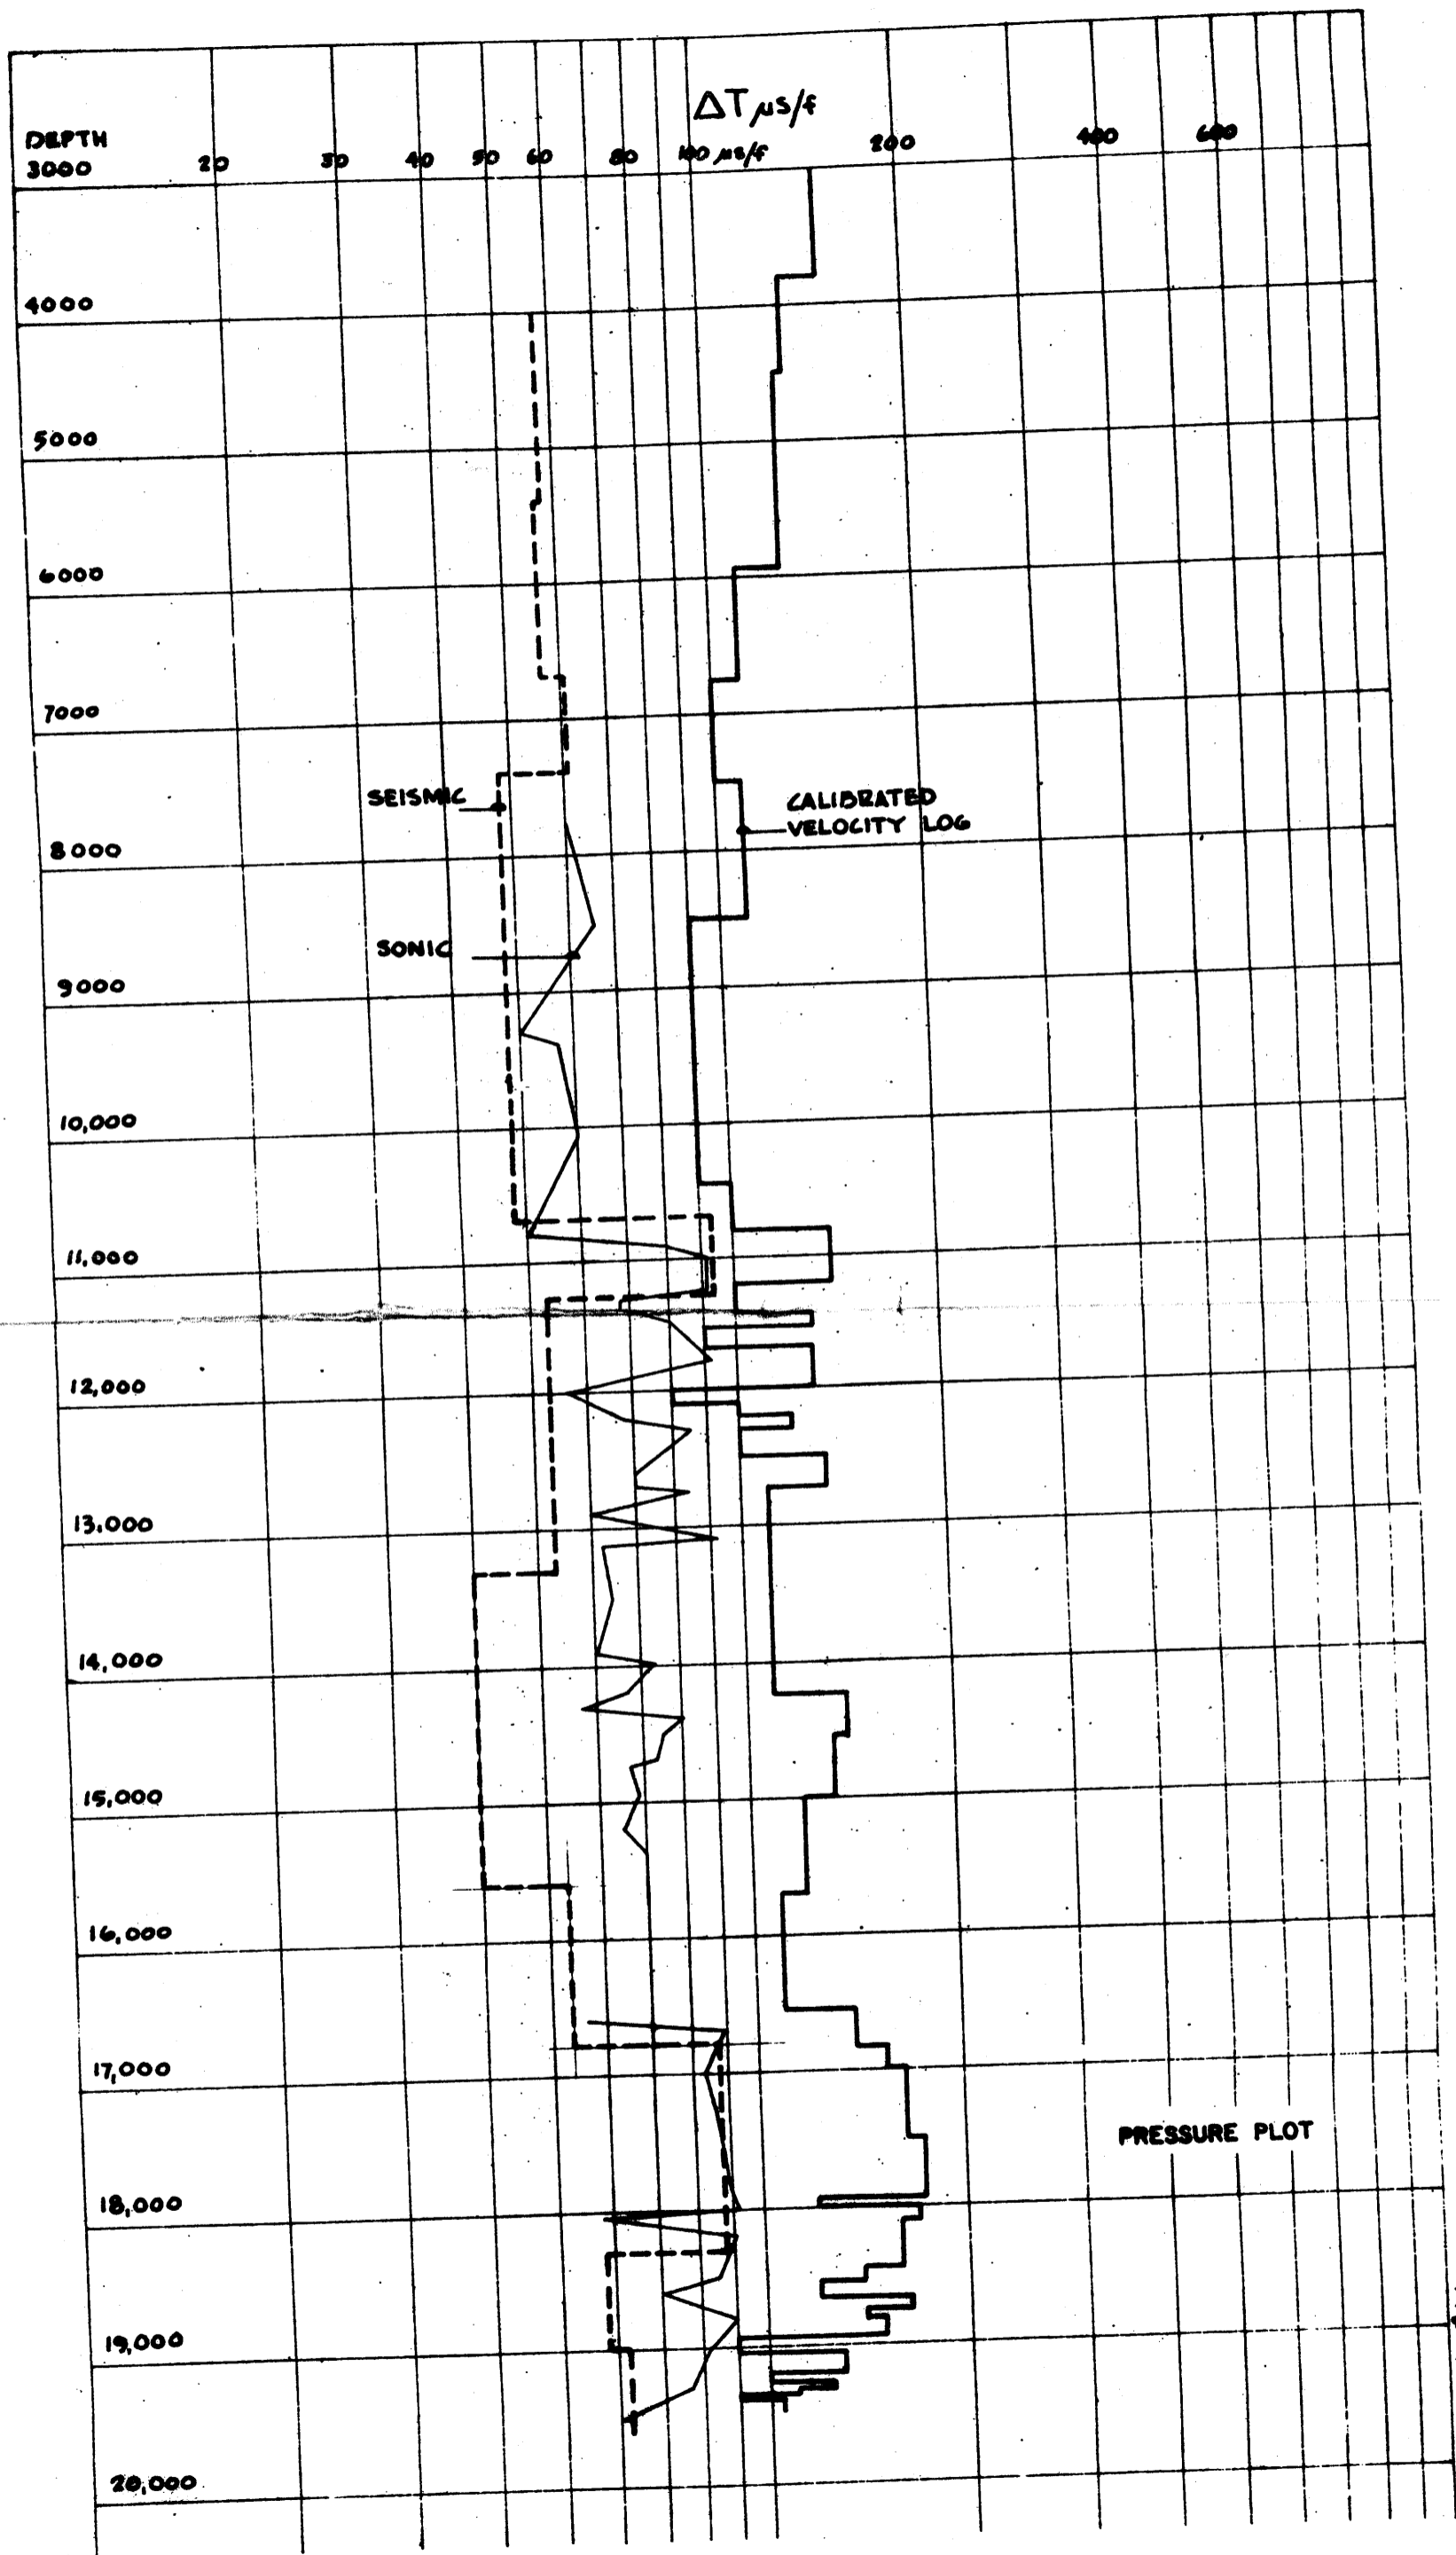 ΔT µs/f
DEPTH
3000 20 30 40 50 60 80 100 µs/f 200 400 600
4000
5000
6000
7000
SEISMIC
CALIBRATED
VELOCITY LOG
8000
SONIC
9000
10,000
11,000
12,000
13,000
14,000
15,000
16,000
17,000
PRESSURE PLOT
18,000
19,000
20,000